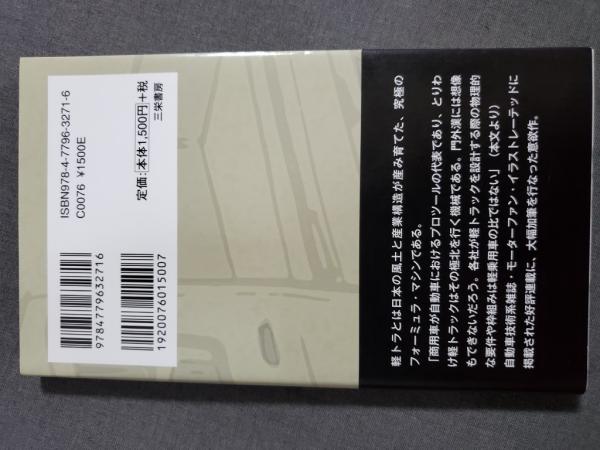 ISBN978-4-7796-3271-6
C0076 ¥1500E
定価：本体1,500円+税
三栄書房
9784779632716
1920076015007
軽トラとは日本の風土と産業構造が産み育てた、究極の
フォーミュラ・マシンである。
「商用車が自動車におけるプロツールの代表であり、とりわ
け軽トラックはその極北を行く機械である。門外漢には想像
もできないだろう。各社が軽トラックを設計する際の物理的
な要件や枠組みは軽乗用車の比ではない」（本文より）
自動車技術系雑誌・モーターファン・イラストレーテッドに
掲載された好評連載に、大幅加筆を行なった意欲作。